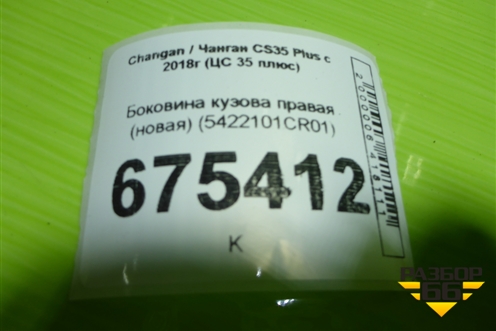 Changan / Чанган CS35 Plus с
2018г (ЦС 35 плюс)
Боковина кузова правая
(новая) (5422101CR01)
675412
К
РАЗБОР
66